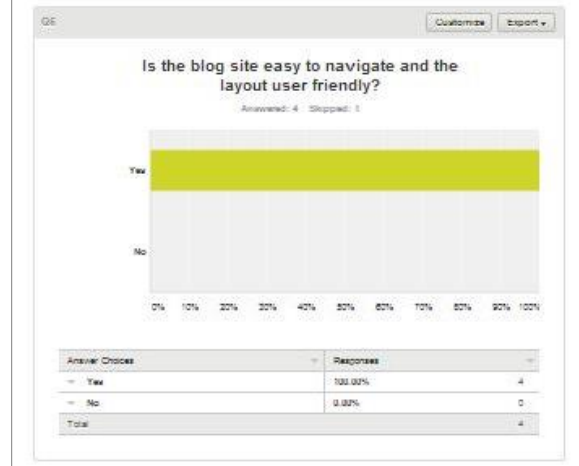 Q6
Customize Export
Is the blog site easy to navigate and the
layout user friendly?
Answered: 4 Skipped: 1
Yes
No
0% 10% 20% 30% 40% 50% 60% 70% 80% 90% 100%
Answer Choices Responses
Yes 100.00% 4
No 0.00% 0
Total 4